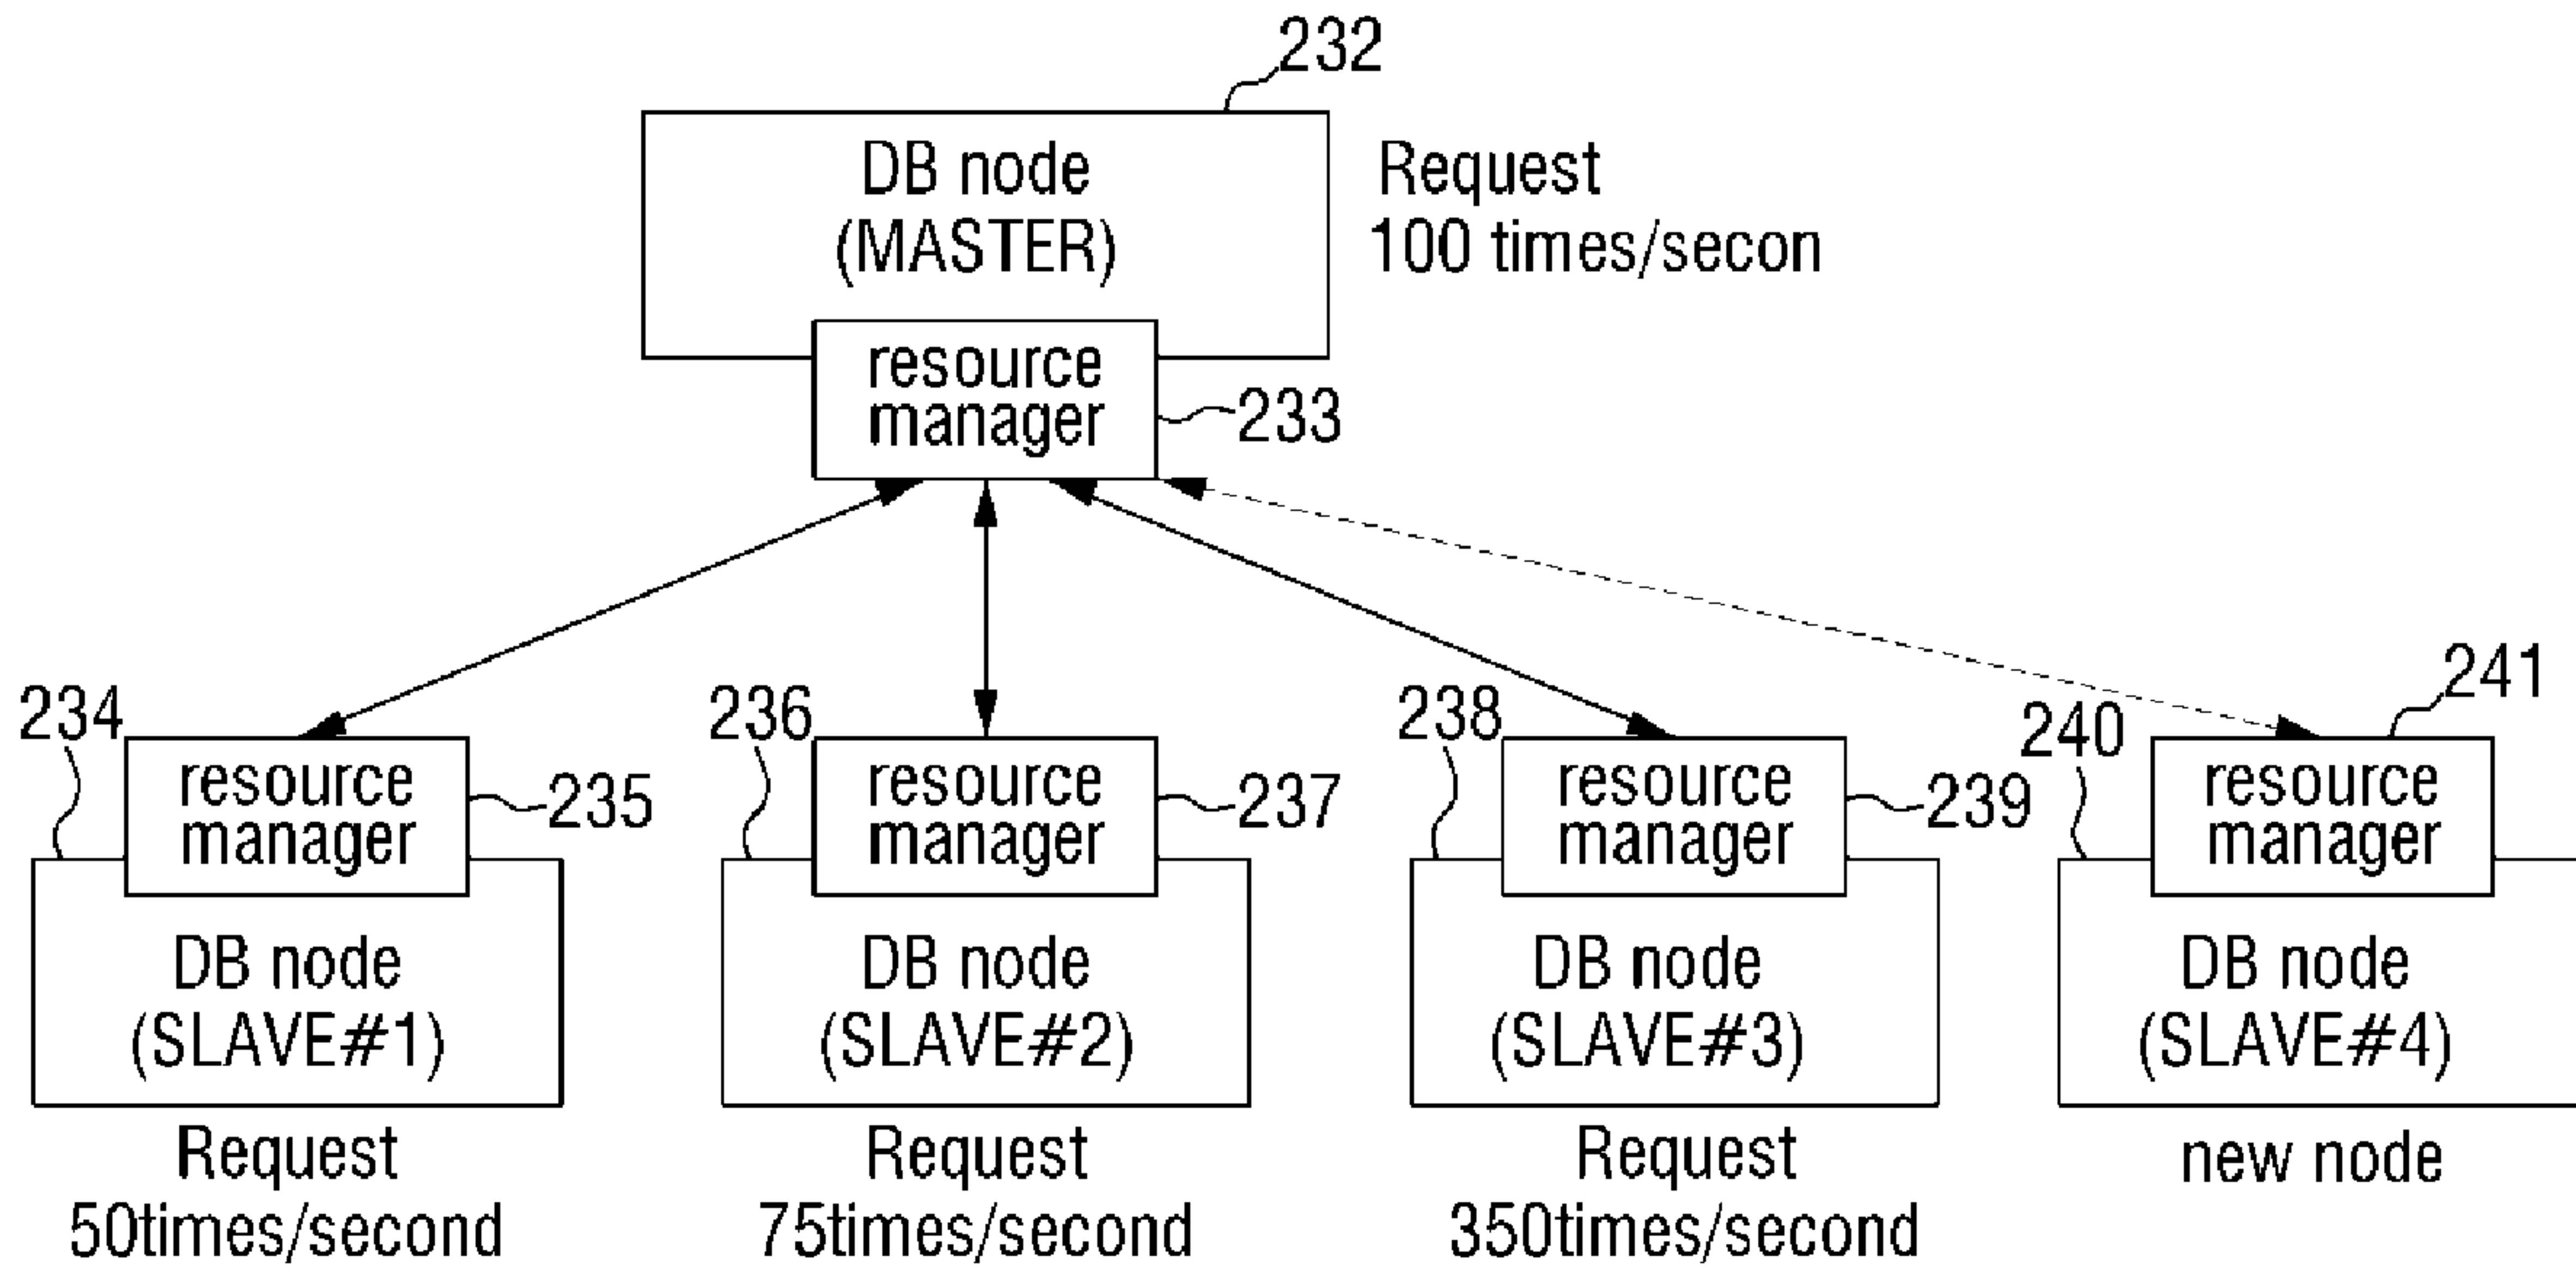 232
DB node
(MASTER)
Request
100 times/secon
resource
manager
233
234
resource
manager
235
DB node
(SLAVE#1)
Request
50times/second
236
resource
manager
237
DB node
(SLAVE#2)
Request
75times/second
238
resource
manager
239
DB node
(SLAVE#3)
Request
350times/second
240
241
resource
manager
DB node
(SLAVE#4)
new node